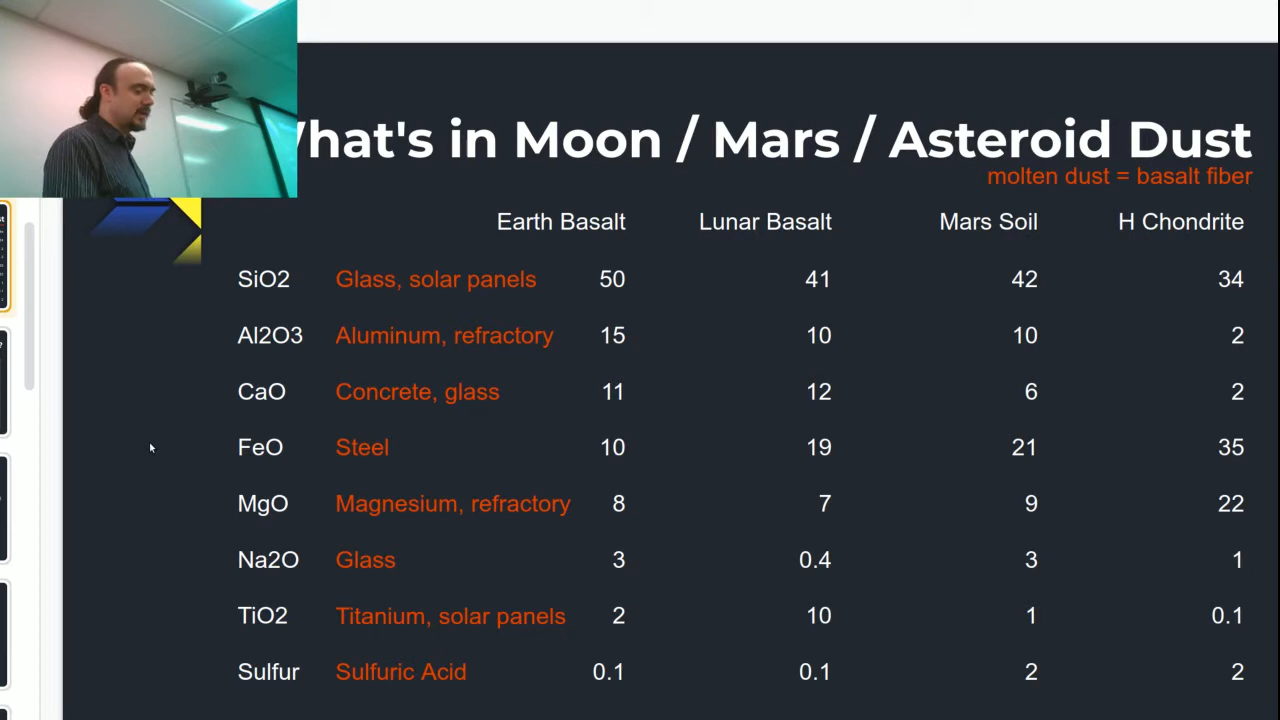 What's in Moon / Mars / Asteroid Dust
molten dust = basalt fiber
Earth Basalt Lunar Basalt Mars Soil H Chondrite
SiO2 Glass, solar panels 50 41 42 34
Al2O3 Aluminum, refractory 15 10 10 2
CaO Concrete, glass 11 12 6 2
FeO Steel 10 19 21 35
MgO Magnesium, refractory 8 7 9 22
Na2O Glass 3 0.4 3 1
TiO2 Titanium, solar panels 2 10 1 0.1
Sulfur Sulfuric Acid 0.1 0.1 2 2